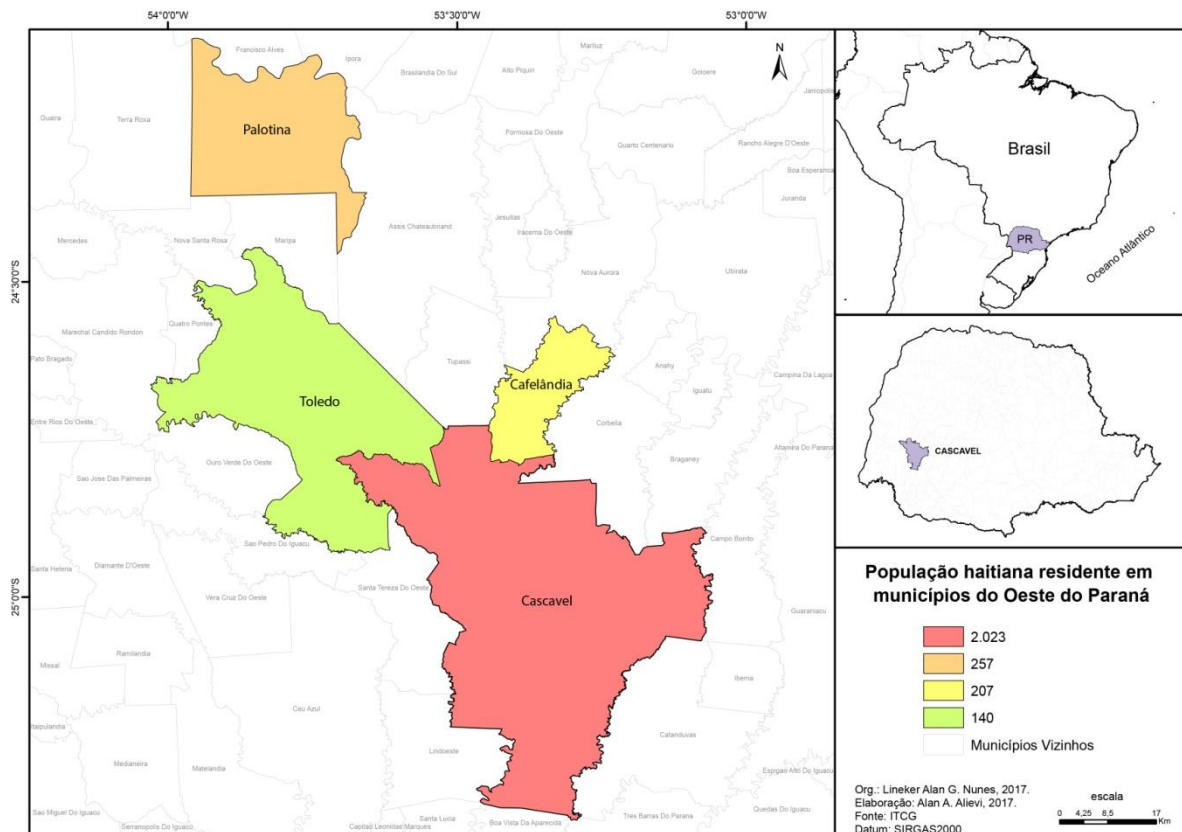 54°0'0"W
53°30'0"W
53°0'0"W
N
24°30'0"S
25°0'0"S
Francisco Alves
Ipora
Brasilandia Do Sul
Alto Piquiri
Mariluz
Goioere
Janiopolis
Guaira
Terra Roxa
Palotina
Formosa Do Oeste
Quarto Centenario
Rancho Alegre D'Oeste
Boa Esperanca
Juranda
Mercedes
Nova Santa Rosa
Maripa
Assis Chateaubriand
Jesuitas
Iracema Do Oeste
Nova Aurora
Ubirata
Marechal Candido Rondon
Quatro Pontes
Pato Bragado
Tupassi
Cafelândia
Anahy
Iguatu
Campina Da Lagoa
Toledo
Entre Rios Do Oeste
Corbelia
Altamira Do Parana
Ouro Verde Do Oeste
Braganey
Sao Jose Das Palmeiras
Sao Pedro Do Iguacu
Campo Bonito
Santa Helena
Diamante D'Oeste
Santa Tereza Do Oeste
Vera Cruz Do Oeste
Cascavel
Guaraniacu
Missal
Ramilandia
Ibema
Itaipulandia
Ceu Azul
Medianeira
Matelandia
Lindoeste
Catanduvas
Espigao Alto Do Iguacu
Sao Miguel Do Iguacu
Serranopolis Do Iguacu
Santa Lucia
Capitao Leonidas Marques
Boa Vista Da Aparecida
Tres Barras Do Parana
Quedas Do Iguacu
Brasil
PR
Oceano Atlântico
CASCAVEL
População haitiana residente em
municípios do Oeste do Paraná
2.023
257
207
140
Municípios Vizinhos
Org.: Lineker Alan G. Nunes, 2017.
Elaboração: Alan A. Alievi, 2017.
Fonte: ITCG
Datum: SIRGAS2000
escala
0 4,25 8,5 17
Km